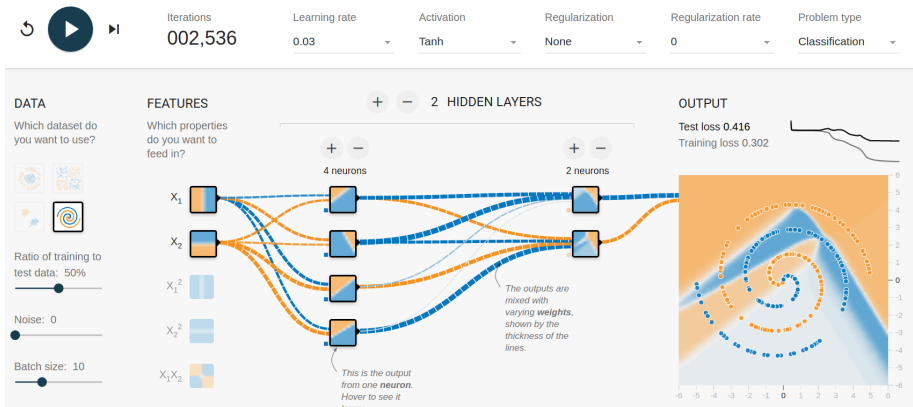 Iterations
002,536
Learning rate
0.03
Activation
Tanh
Regularization
None
Regularization rate
0
Problem type
Classification
DATA
Which dataset do
you want to use?
Ratio of training to
test data: 50%
Noise: 0
Batch size: 10
FEATURES
Which properties
do you want to
feed in?
X₁
X₂
X₁²
X₂²
X₁X₂
+ − 2 HIDDEN LAYERS
+ −
4 neurons
+ −
2 neurons
This is the output
from one neuron.
Hover to see it
The outputs are
mixed with
varying weights,
shown by the
thickness of the
lines.
OUTPUT
Test loss 0.416
Training loss 0.302
6
5
4
3
2
1
0
-1
-2
-3
-4
-5
-6
-6 -5 -4 -3 -2 -1 0 1 2 3 4 5 6